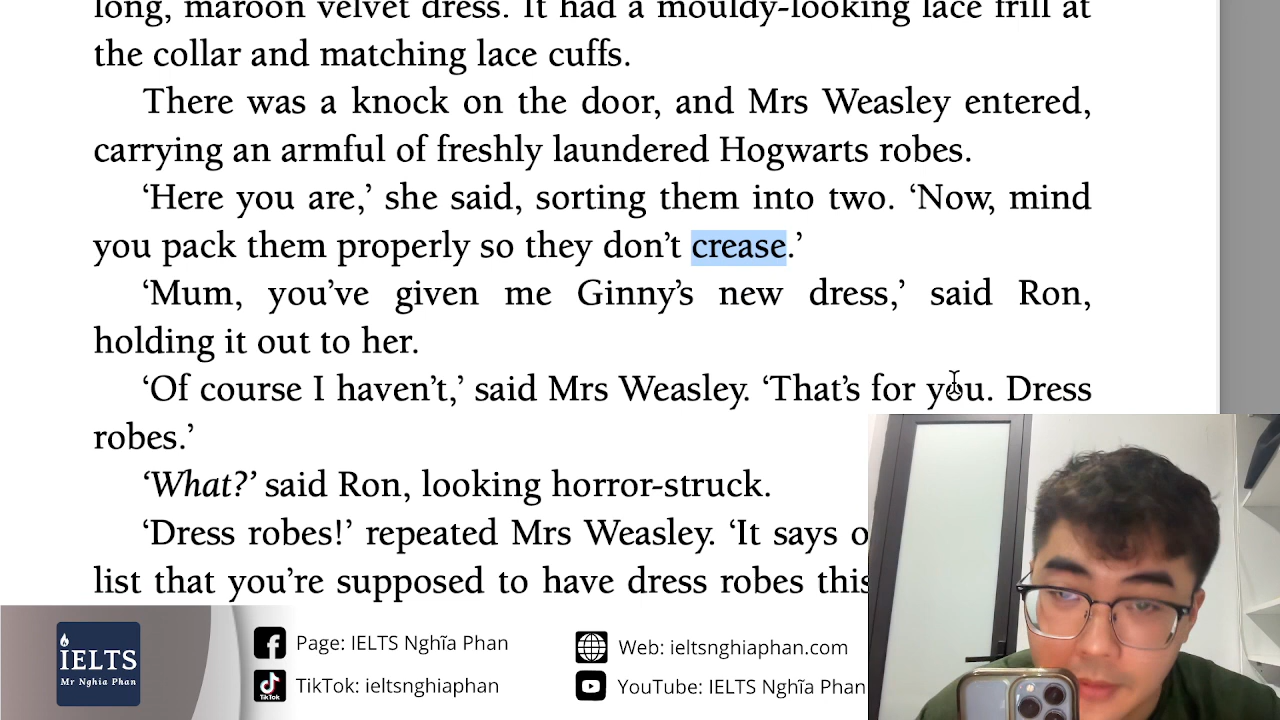 long, maroon velvet dress. It had a mouldy-looking lace frill at
the collar and matching lace cuffs.
There was a knock on the door, and Mrs Weasley entered,
carrying an armful of freshly laundered Hogwarts robes.
‘Here you are,’ she said, sorting them into two. ‘Now, mind
you pack them properly so they don’t crease.’
‘Mum, you’ve given me Ginny’s new dress,’ said Ron,
holding it out to her.
‘Of course I haven’t,’ said Mrs Weasley. ‘That’s for you. Dress
robes.’
‘What?’ said Ron, looking horror-struck.
‘Dress robes!’ repeated Mrs Weasley. ‘It says o
list that you’re supposed to have dress robes this
IELTS
Mr Nghia Phan
Page: IELTS Nghĩa Phan
TikTok
TikTok: ieltsnghiaphan
Web: ieltsnghiaphan.com
YouTube: IELTS Nghĩa Phan